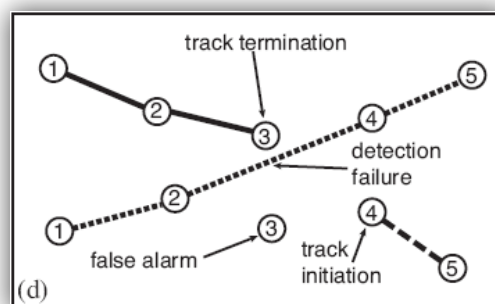 track termination
1
5
2
3
4
detection
failure
2
4
1
3
false alarm
track
initiation
5
(d)